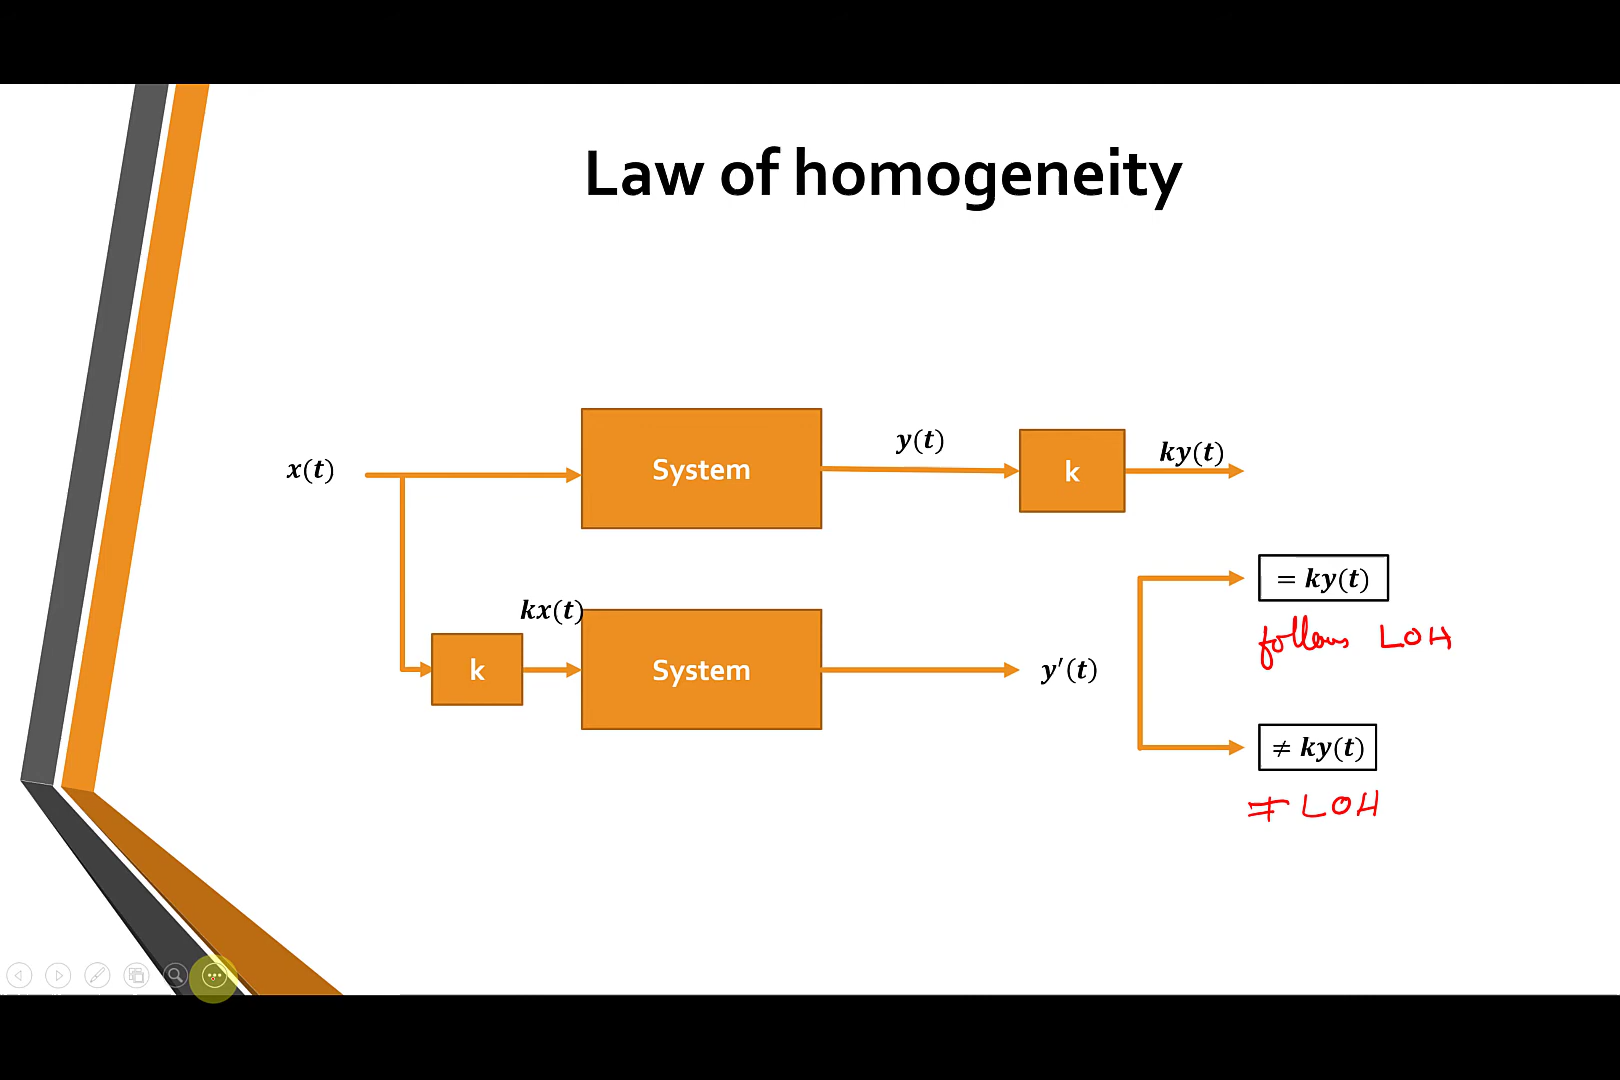 Law of homogeneity
x(t)
System
y(t)
k
ky(t)
k
kx(t)
System
y′(t)
= ky(t)
follows LOH
≠ ky(t)
≠ LOH